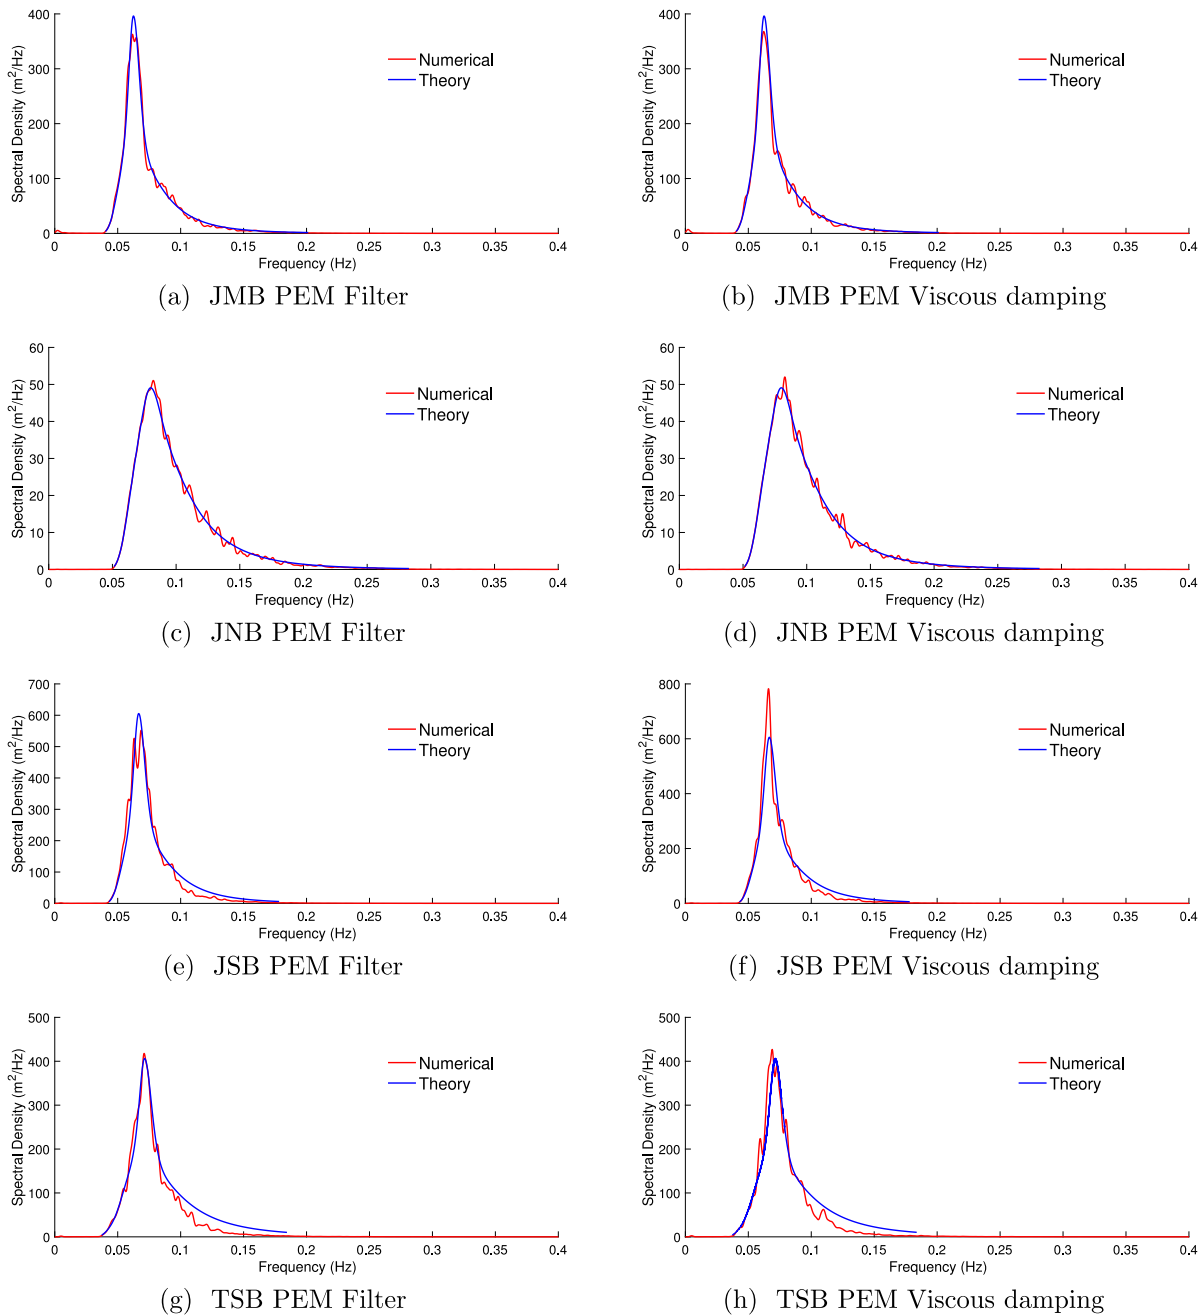 400
300
200
100
0
Spectral Density (m²/Hz)
Numerical
Theory
0 0.05 0.1 0.15 0.2 0.25 0.3 0.35 0.4
Frequency (Hz)
(a) JMB PEM Filter
400
300
200
100
0
Spectral Density (m²/Hz)
Numerical
Theory
0 0.05 0.1 0.15 0.2 0.25 0.3 0.35 0.4
Frequency (Hz)
(b) JMB PEM Viscous damping
60
50
40
30
20
10
0
Spectral Density (m²/Hz)
Numerical
Theory
0 0.05 0.1 0.15 0.2 0.25 0.3 0.35 0.4
Frequency (Hz)
(c) JNB PEM Filter
60
50
40
30
20
10
0
Spectral Density (m²/Hz)
Numerical
Theory
0 0.05 0.1 0.15 0.2 0.25 0.3 0.35 0.4
Frequency (Hz)
(d) JNB PEM Viscous damping
700
600
500
400
300
200
100
0
Spectral Density (m²/Hz)
Numerical
Theory
0 0.05 0.1 0.15 0.2 0.25 0.3 0.35 0.4
Frequency (Hz)
(e) JSB PEM Filter
800
600
400
200
0
Spectral Density (m²/Hz)
Numerical
Theory
0 0.05 0.1 0.15 0.2 0.25 0.3 0.35 0.4
Frequency (Hz)
(f) JSB PEM Viscous damping
500
400
300
200
100
0
Spectral Density (m²/Hz)
Numerical
Theory
0 0.05 0.1 0.15 0.2 0.25 0.3 0.35 0.4
Frequency (Hz)
(g) TSB PEM Filter
500
400
300
200
100
0
Spectral Density (m²/Hz)
Numerical
Theory
0 0.05 0.1 0.15 0.2 0.25 0.3 0.35 0.4
Frequency (Hz)
(h) TSB PEM Viscous damping